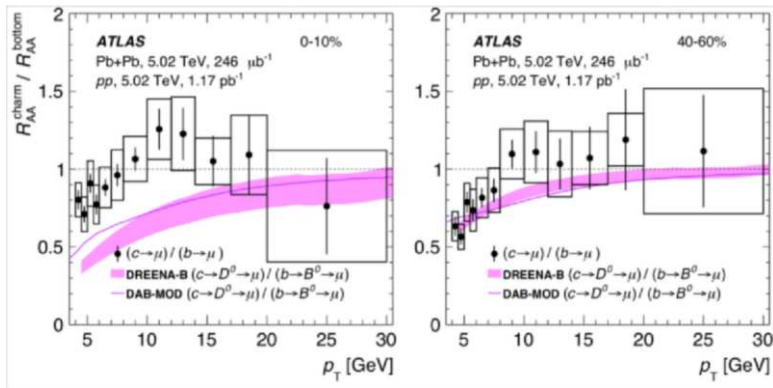 ATLAS 0-10%
Pb+Pb, 5.02 TeV, 246 μb⁻¹
pp, 5.02 TeV, 1.17 pb⁻¹
R_AA^charm / R_AA^bottom
2
1.5
1
0.5
0
(c→μ)/(b→μ)
DREENA-B (c→D⁰→μ)/(b→B⁰→μ)
DAB-MOD (c→D⁰→μ)/(b→B⁰→μ)
5 10 15 20 25 30
p_T [GeV]
ATLAS 40-60%
Pb+Pb, 5.02 TeV, 246 μb⁻¹
pp, 5.02 TeV, 1.17 pb⁻¹
2
1.5
1
0.5
0
(c→μ)/(b→μ)
DREENA-B (c→D⁰→μ)/(b→B⁰→μ)
DAB-MOD (c→D⁰→μ)/(b→B⁰→μ)
5 10 15 20 25 30
p_T [GeV]